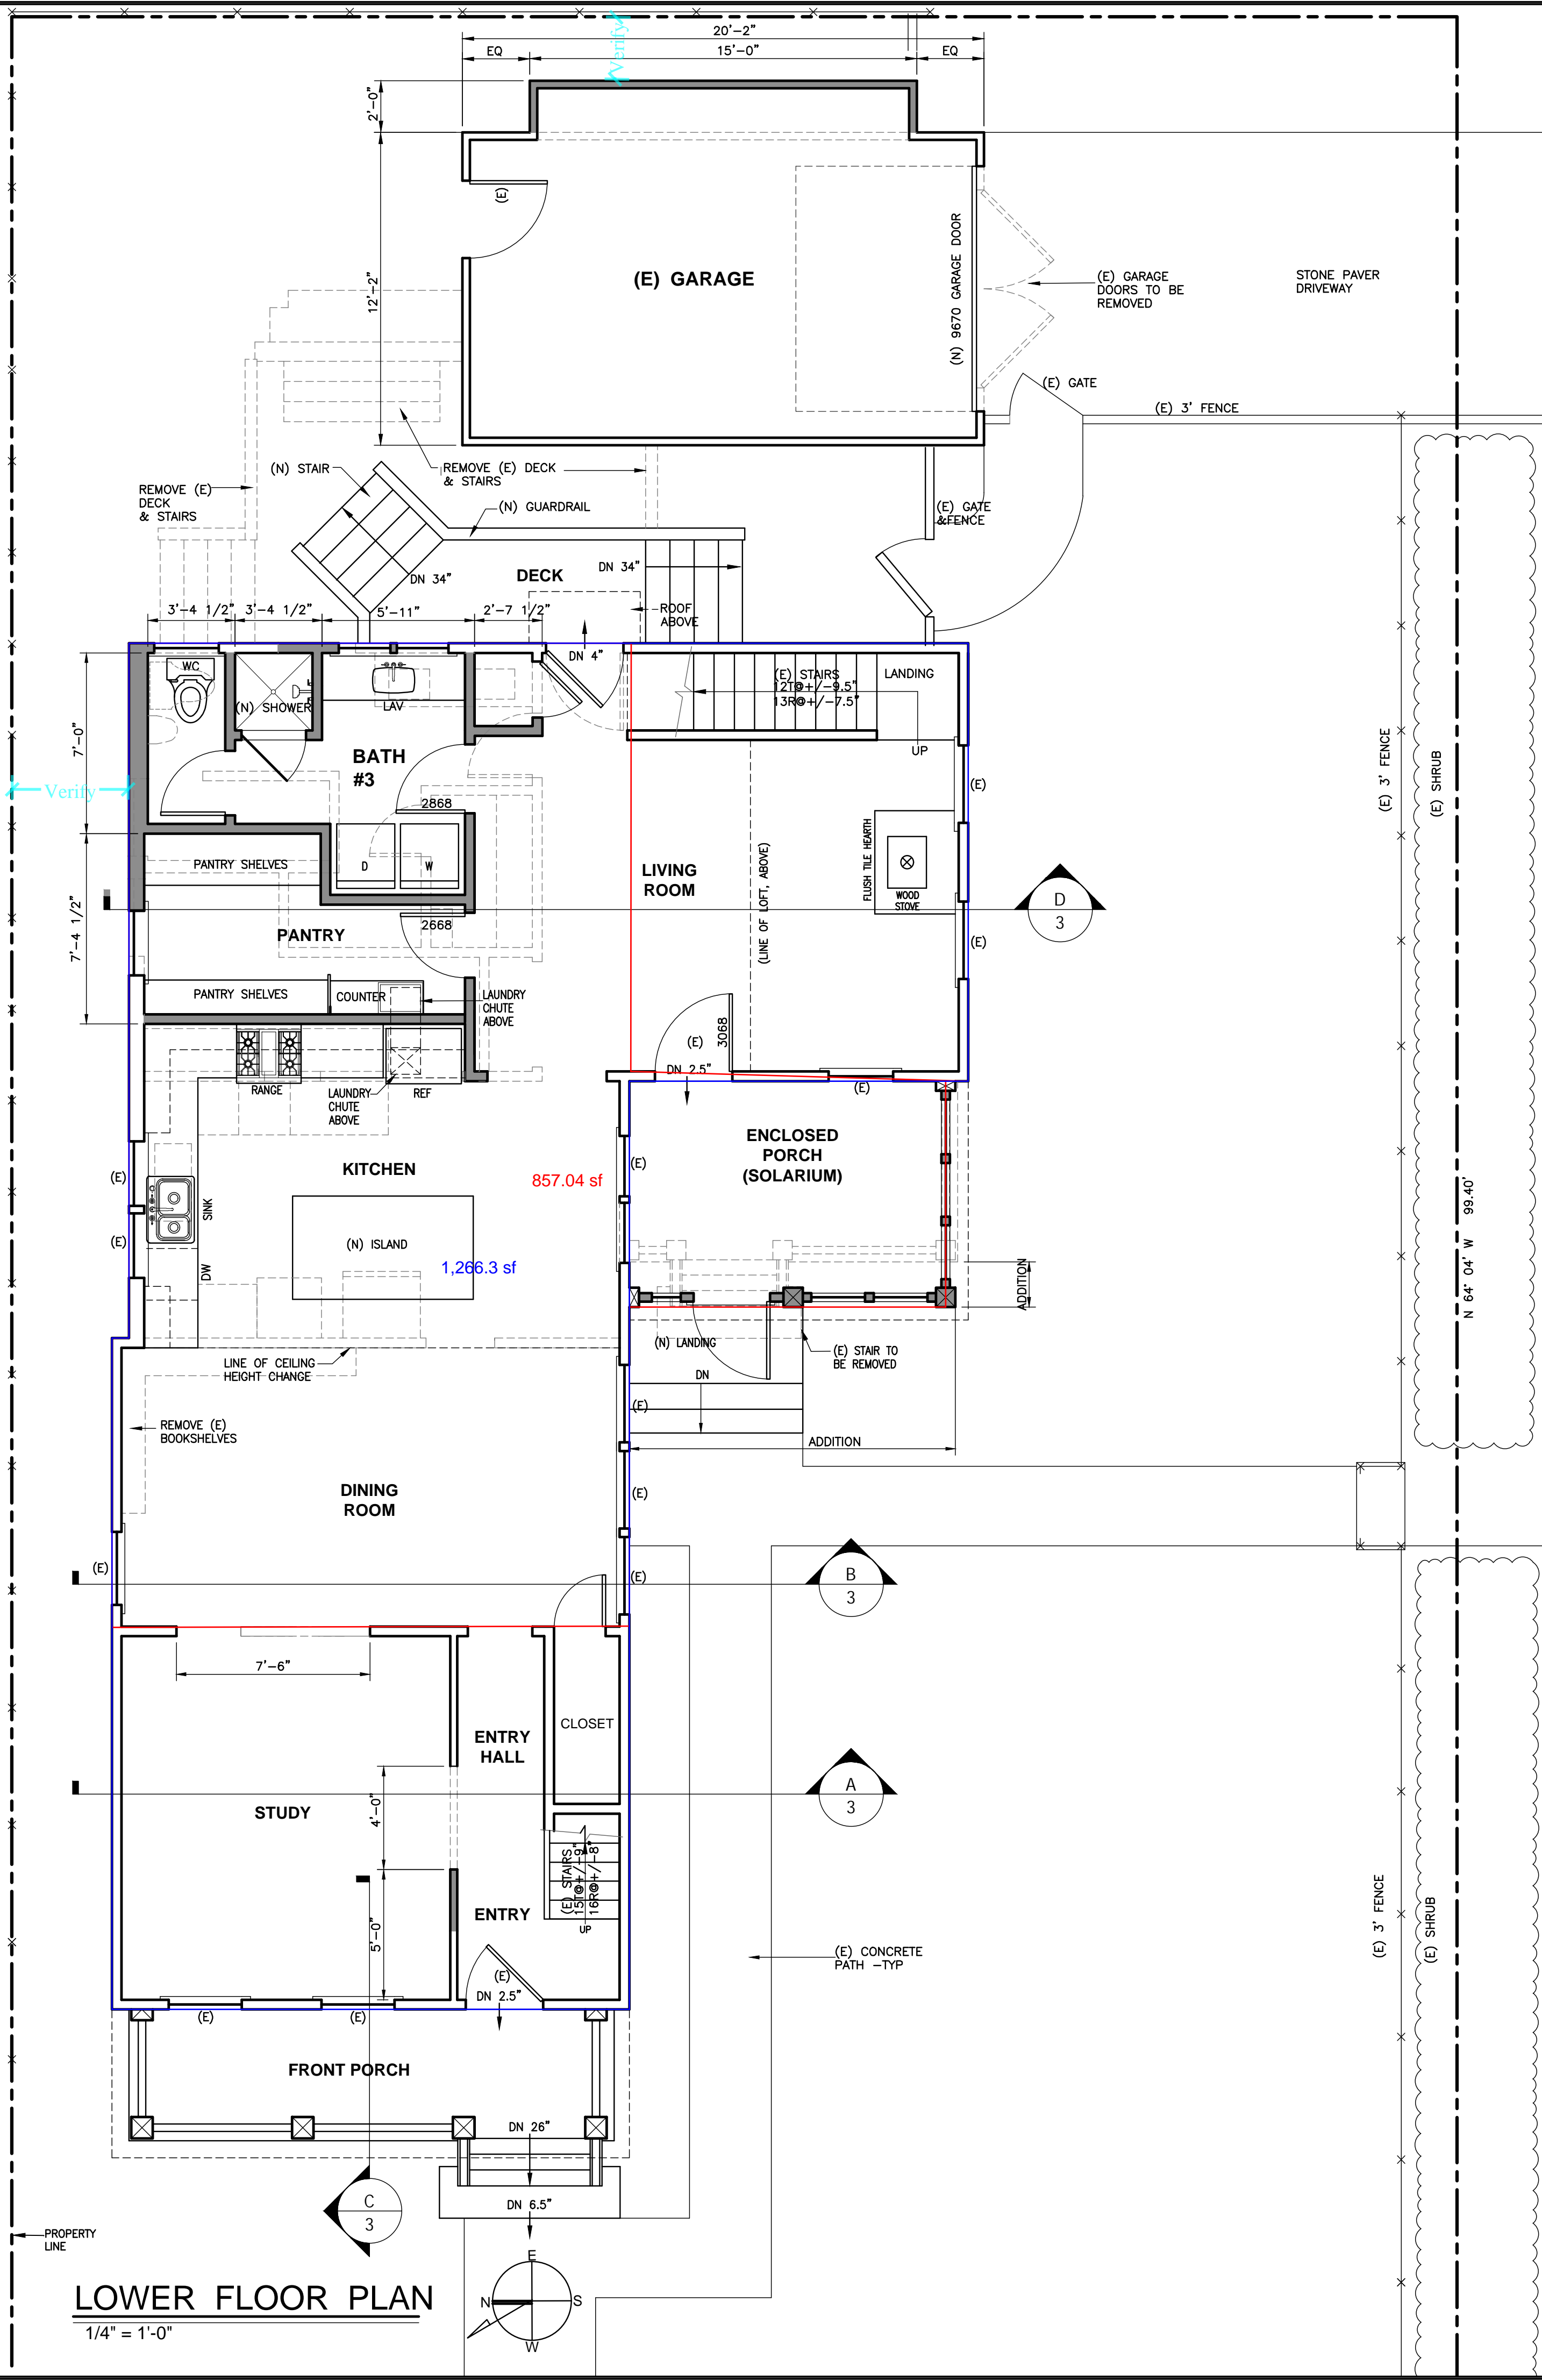 20'-2"
EQ
15'-0"
EQ
Verify
2'-0"
12'-2"
(E)
(E) GARAGE
(N) 9670 GARAGE DOOR
(E) GARAGE
DOORS TO BE
REMOVED
STONE PAVER
DRIVEWAY
(E) GATE
(E) 3' FENCE
(N) STAIR
REMOVE (E) DECK
& STAIRS
REMOVE (E)
DECK
& STAIRS
(N) GUARDRAIL
(E) GATE
&FENCE
DECK
DN 34"
DN 34"
3'-4 1/2"
3'-4 1/2"
5'-11"
2'-7 1/2"
ROOF
ABOVE
DN 4"
WC
(N) SHOWER
LAV
(E) STAIRS
12T@+/-9.5"
13R@+/-7.5"
LANDING
UP
7'-0"
BATH
#3
Verify
(E)
(E) 3' FENCE
(E) SHRUB
2868
D
W
PANTRY SHELVES
LIVING
ROOM
(LINE OF LOFT, ABOVE)
FLUSH TILE HEARTH
WOOD
STOVE
D
3
7'-4 1/2"
PANTRY
2668
(E)
PANTRY SHELVES
COUNTER
LAUNDRY
CHUTE
ABOVE
(E)
3068
DN 2.5"
(E)
RANGE
LAUNDRY
CHUTE
ABOVE
REF
ENCLOSED
PORCH
(SOLARIUM)
KITCHEN
857.04 sf
(E)
(E)
SINK
(N) ISLAND
(E)
DW
1,266.3 sf
ADDITION
N 64° 04' W 99.40'
(N) LANDING
(E) STAIR TO
BE REMOVED
LINE OF CEILING
HEIGHT CHANGE
DN
(E)
REMOVE (E)
BOOKSHELVES
ADDITION
DINING
ROOM
(E)
(E)
(E)
B
3
7'-6"
CLOSET
ENTRY
HALL
A
3
STUDY
4'-0"
(E) STAIRS
15T@+/-9"
16R@+/-8"
UP
ENTRY
5'-0"
(E) CONCRETE
PATH -TYP
(E) 3' FENCE
(E) SHRUB
(E)
DN 2.5"
(E)
(E)
FRONT PORCH
DN 26"
C
3
DN 6.5"
PROPERTY
LINE
E
N
S
W
LOWER FLOOR PLAN
1/4" = 1'-0"